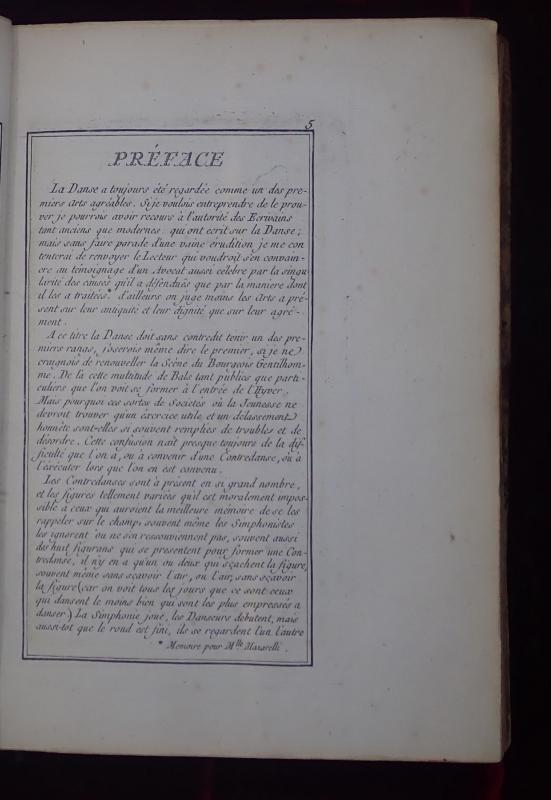 5
PRÉFACE
La Danse a toujours été regardée comme un des pre-
miers Arts agréables. Si je voulois entreprendre de le prou-
ver je pourrois avoir recours à l'autorité des Ecrivains
tant anciens que modernes qui ont ecrit sur la Danse;
mais sans faire parade d'une vaine érudition je me con
tenterai de renvoyer le Lecteur qui voudroit s'en convain-
cre au témoignage d'un Avocat aussi celebre par la singu
larité des causes qu'il a défendües que par la maniere dont
il les a traitées.* d'ailleurs on juge moins les Arts a pré-
sent sur leur antiquité et leur dignité que sur leur agré-
ment.
A ce titre la Danse doit sans contredit tenir un des pre-
miers rangs, j'oserois même dire le premier, si je ne
craignois de renouveller la Scêne du Bourgeois Gentilhom-
me. De là cette multitude de Bals tant publics que parti-
culiers que l'on voit se former à l'entrée de l'Hyver.
Mais pourquoi ces sortes de Societés où la Jeunesse ne
devroit trouver qu'un éxercice utile et un délassement
honnête sont-elles si souvent remplies de troubles et de
désordre. Cette confusion naît presque toujours de la dif
ficulté que l'on a, ou à convenir d'une Contredanse, ou à
l'éxécuter lors que l'on en est convenu.
Les Contredanses sont à présent en si grand nombre,
et les figures tellement variées qu'il est moralement impos-
sible à ceux qui auroient la meilleure mémoire de se les
rappeler sur le champ, souvent même les Simphonistes
les ignorent ou ne s'en ressouviennent pas, souvent aussi
des huit figurans qui se presentent pour former une Con-
tredanse, il n'y en a qu'un ou deux qui sçachent la figure,
souvent même sans sçavoir l'air, ou l'air, sans sçavoir
la figure (car on voit tous les jours que ce sont ceux
qui dansent le moins bien qui sont les plus empressés a
danser) La Simphonie joue, les Danseurs débutent, mais
aussi-tot que le rond est fini, ils se regardent l'un l'autre
* Memoire pour Mlle Mazarelli.